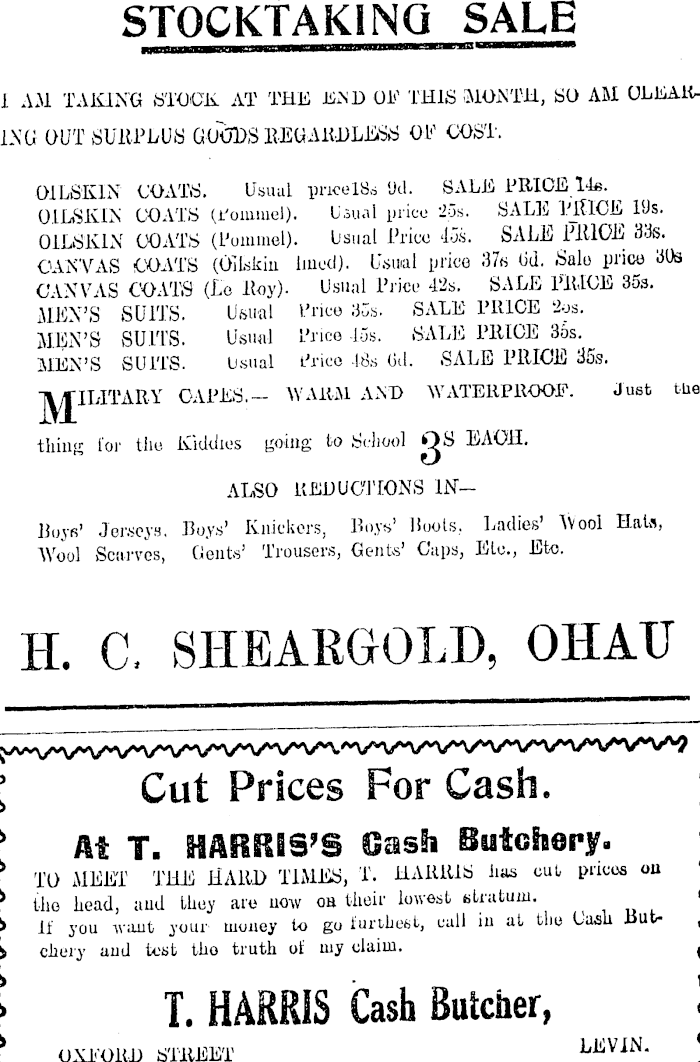 STOCKTAKING SALE
I AM TAKING STOCK AT THE END OF THIS MONTH, SO AM CLEAR-
ING OUT SURPLUS GOODS REGARDLESS OF COST.
OILSKIN COATS. Usual price 18s 9d. SALE PRICE 14s.
OILSKIN COATS (Pommel). Usual price 25s. SALE PRICE 19s.
OILSKIN COATS (Pommel). Usual Price 45s. SALE PRICE 33s.
CANVAS COATS (Oilskin lined). Usual price 37s 6d. Sale price 30s
CANVAS COATS (Le Roy). Usual Price 42s. SALE PRICE 35s.
MEN'S SUITS. Usual Price 35s. SALE PRICE
MEN'S SUITS. Usual Price 45s. SALE PRICE 35s.
MEN'S SUITS. Usual Price 48s 6d. SALE PRICE 35s.
MILITARY CAPES.— WARM AND WATERPROOF. Just the
thing for the Kiddies going to School 3S EACH.
ALSO REDUCTIONS IN—
Boys' Jerseys, Boys' Knickers, Boys' Boots, Ladies' Wool Hats,
Wool Scarves, Gents' Trousers, Gents' Caps, Etc., Etc.
H. C. SHEARGOLD, OHAU
Cut Prices For Cash.
At T. HARRIS'S Cash Butchery.
TO MEET THE HARD TIMES, T. HARRIS has cut prices on
the head, and they are now on their lowest stratum.
If you want your money to go furthest, call in at the Cash But-
chery and test the truth of my claim.
T. HARRIS Cash Butcher,
OXFORD STREET LEVIN.